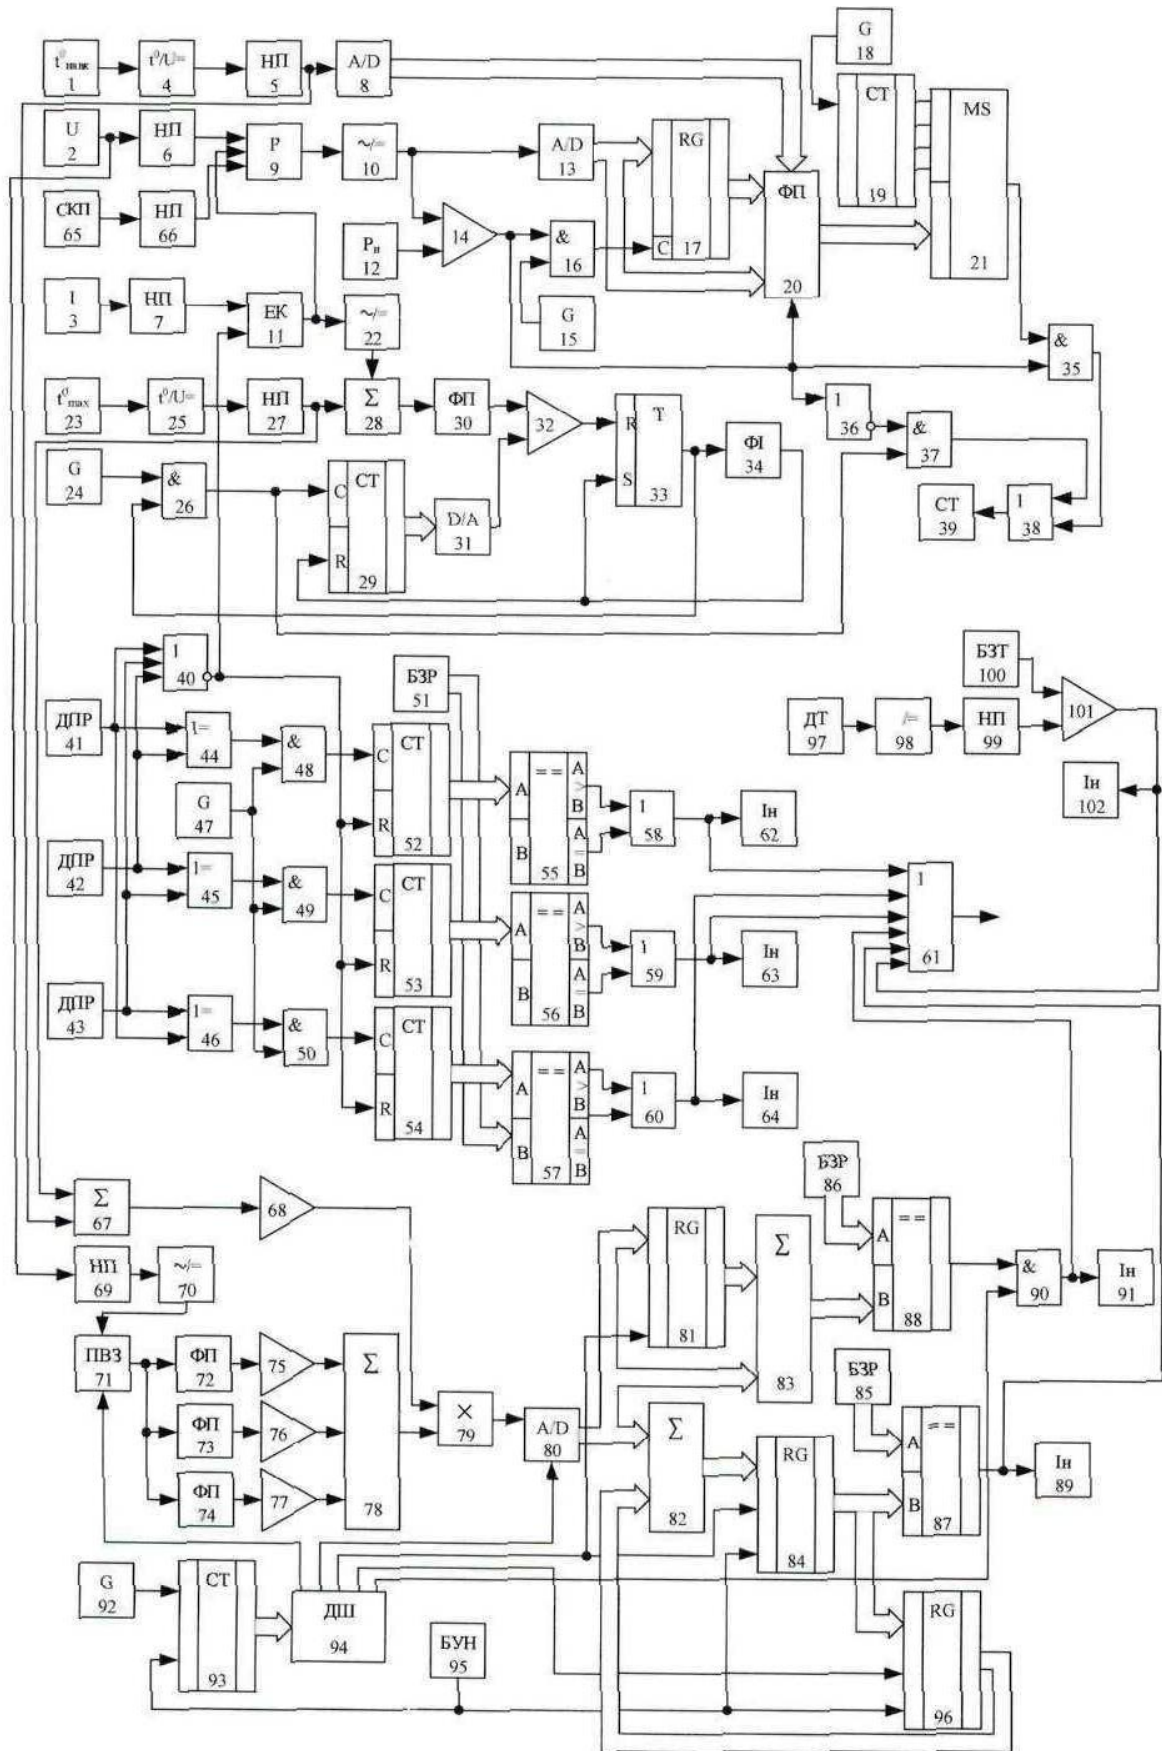 G
18
t⁰
1
t⁰/U=
4
НП
5
A/D
8
CT
19
MS
21
U
2
НП
6
P
9
~/=
10
A/D
13
RG
C
17
ФП
20
СКП
65
НП
66
Pн
12
14
&
16
G
15
I
3
НП
7
ЕК
11
~/=
22
&
35
t⁰max
23
t⁰/U=
25
НП
27
Σ
28
ФП
30
32
R
T
S
33
ФІ
34
1
36
&
37
G
24
&
26
C
CT
R
29
D/A
31
CT
39
1
38
1
40
БЗР
51
БЗТ
100
101
ДПР
41
1=
44
&
48
C
CT
R
52
ДТ
97
/=
98
НП
99
Ін
102
G
47
A
==
A
>
B
B
A
=
B
55
1
58
Ін
62
ДПР
42
1=
45
&
49
C
CT
R
53
A
==
A
>
B
B
A
=
B
56
1
59
Ін
63
1
61
ДПР
43
1=
46
&
50
C
CT
R
54
A
==
A
>
B
B
A
=
B
57
1
60
Ін
64
Σ
67
68
БЗР
86
НП
69
~/=
70
RG
81
Σ
83
A
==
B
88
&
90
Ін
91
ПВЗ
71
ФП
72
75
Σ
78
БЗР
85
ФП
73
76
×
79
A/D
80
Σ
82
RG
84
A
==
B
87
Ін
89
ФП
74
77
G
92
CT
93
ДШ
94
БУН
95
RG
96